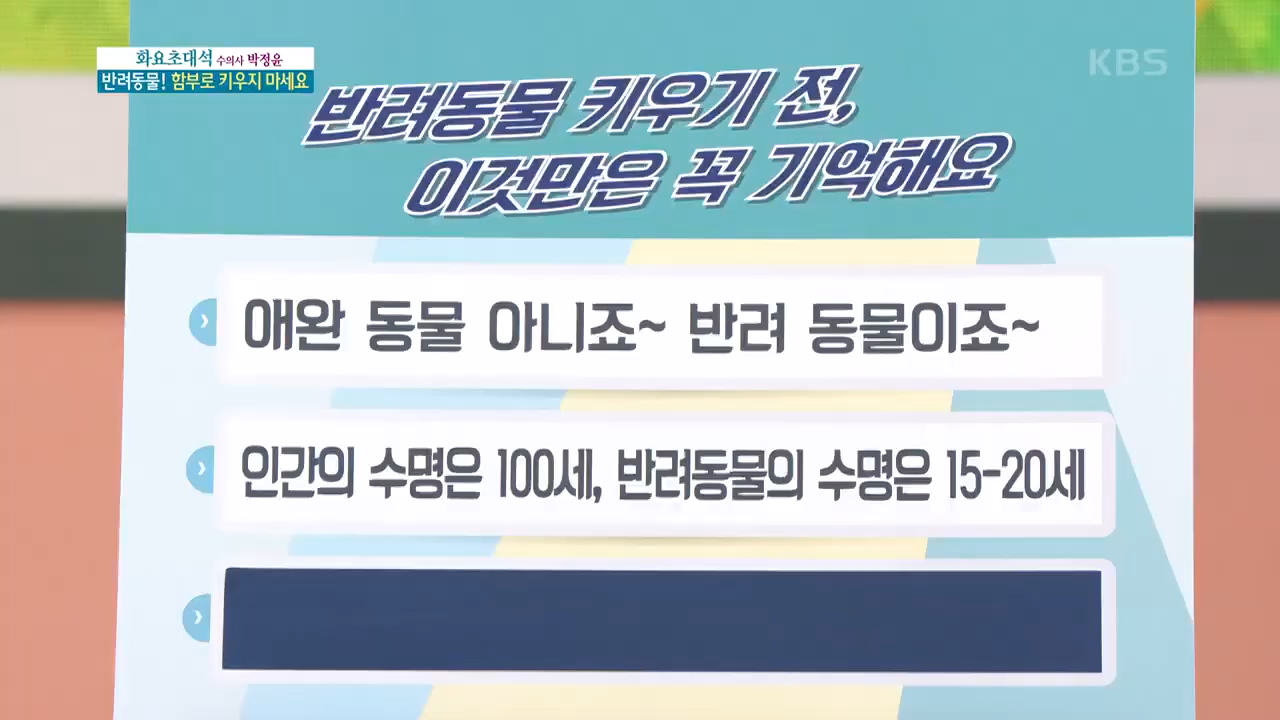 화요초대석 수의사 박정윤
반려동물! 함부로 키우지 마세요
KBS
반려동물 키우기 전,
이것만은 꼭 기억해요
애완 동물 아니죠~ 반려 동물이죠~
인간의 수명은 100세, 반려동물의 수명은 15-20세